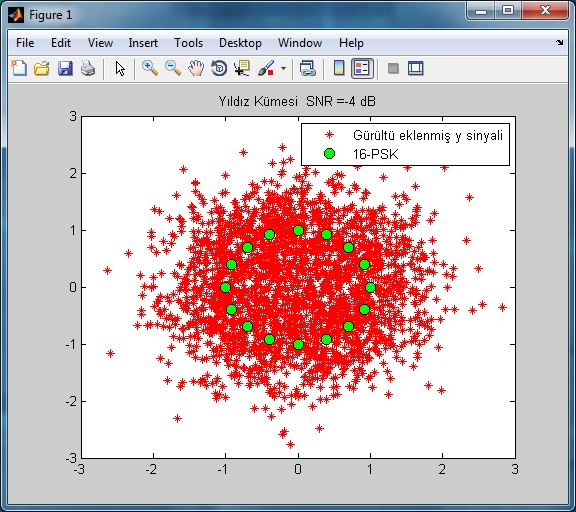 Figure 1
File Edit View Insert Tools Desktop Window Help
Yıldız Kümesi SNR =-4 dB
Gürültü eklenmiş y sinyali
16-PSK
3
2
1
0
-1
-2
-3
-3 -2 -1 0 1 2 3